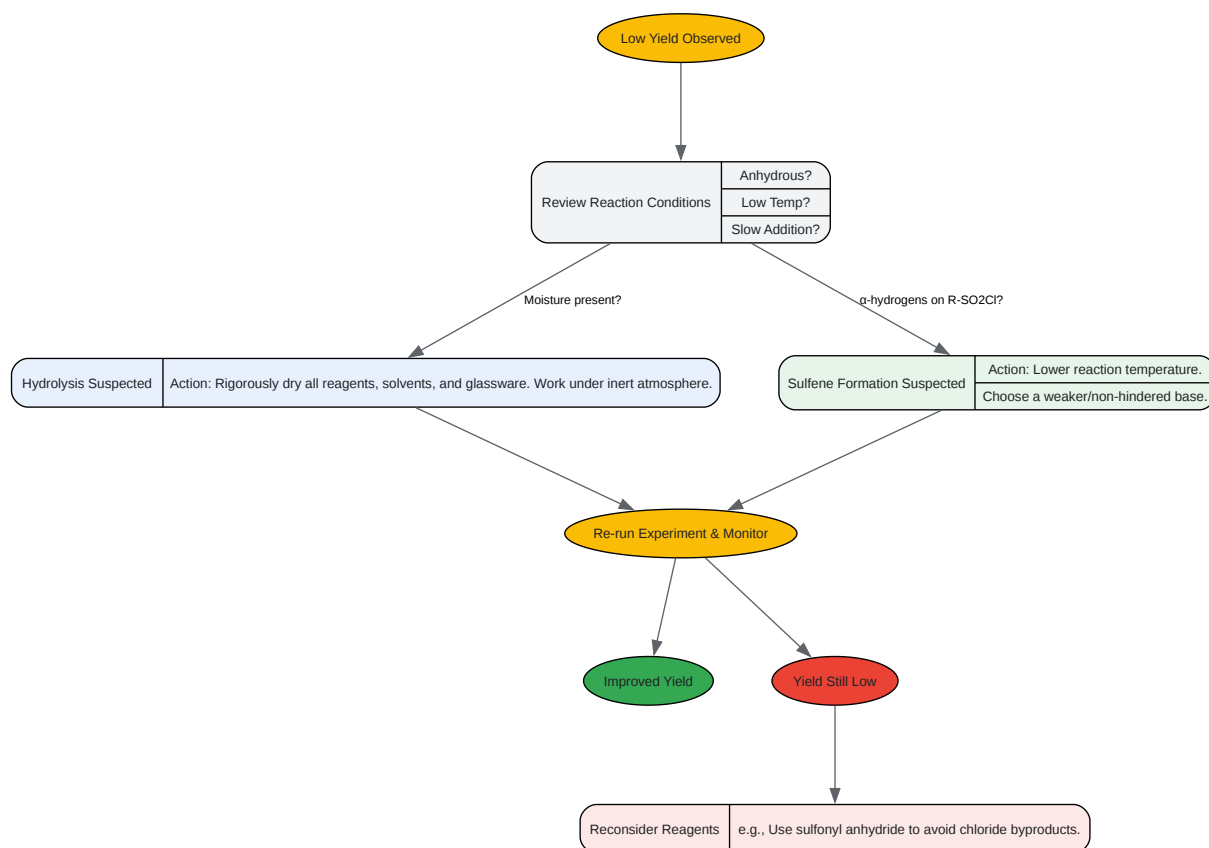 Low Yield Observed
Review Reaction Conditions
Anhydrous?
Low Temp?
Slow Addition?
Moisture present?
α-hydrogens on R-SO2Cl?
Hydrolysis Suspected
Action: Rigorously dry all reagents, solvents, and glassware. Work under inert atmosphere.
Sulfene Formation Suspected
Action: Lower reaction temperature.
Choose a weaker/non-hindered base.
Re-run Experiment & Monitor
Improved Yield
Yield Still Low
Reconsider Reagents
e.g., Use sulfonyl anhydride to avoid chloride byproducts.